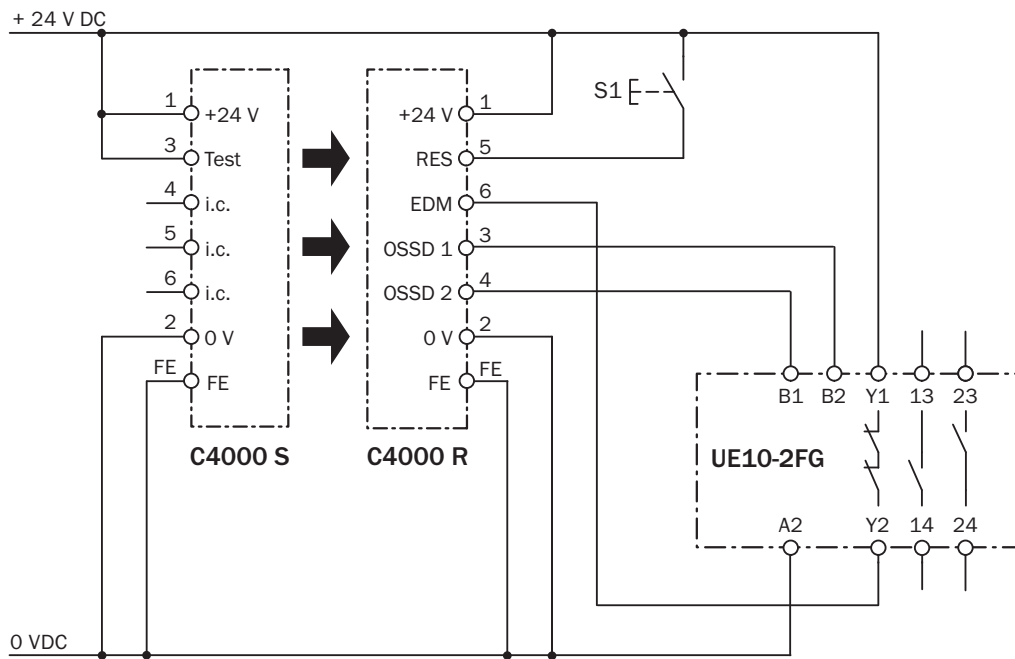 + 24 V DC
S1
1 +24 V
3 Test
4 i.c.
5 i.c.
6 i.c.
2 0 V
FE FE
C4000 S
+24 V 1
RES 5
EDM 6
OSSD 1 3
OSSD 2 4
0 V 2
FE FE
C4000 R
B1 B2 Y1 13 23
UE10-2FG
A2 Y2 14 24
0 VDC